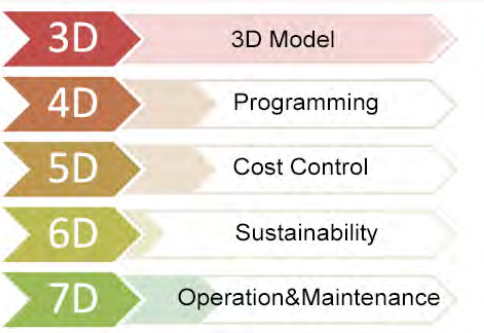 3D 3D Model
4D Programming
5D Cost Control
6D Sustainability
7D Operation&Maintenance